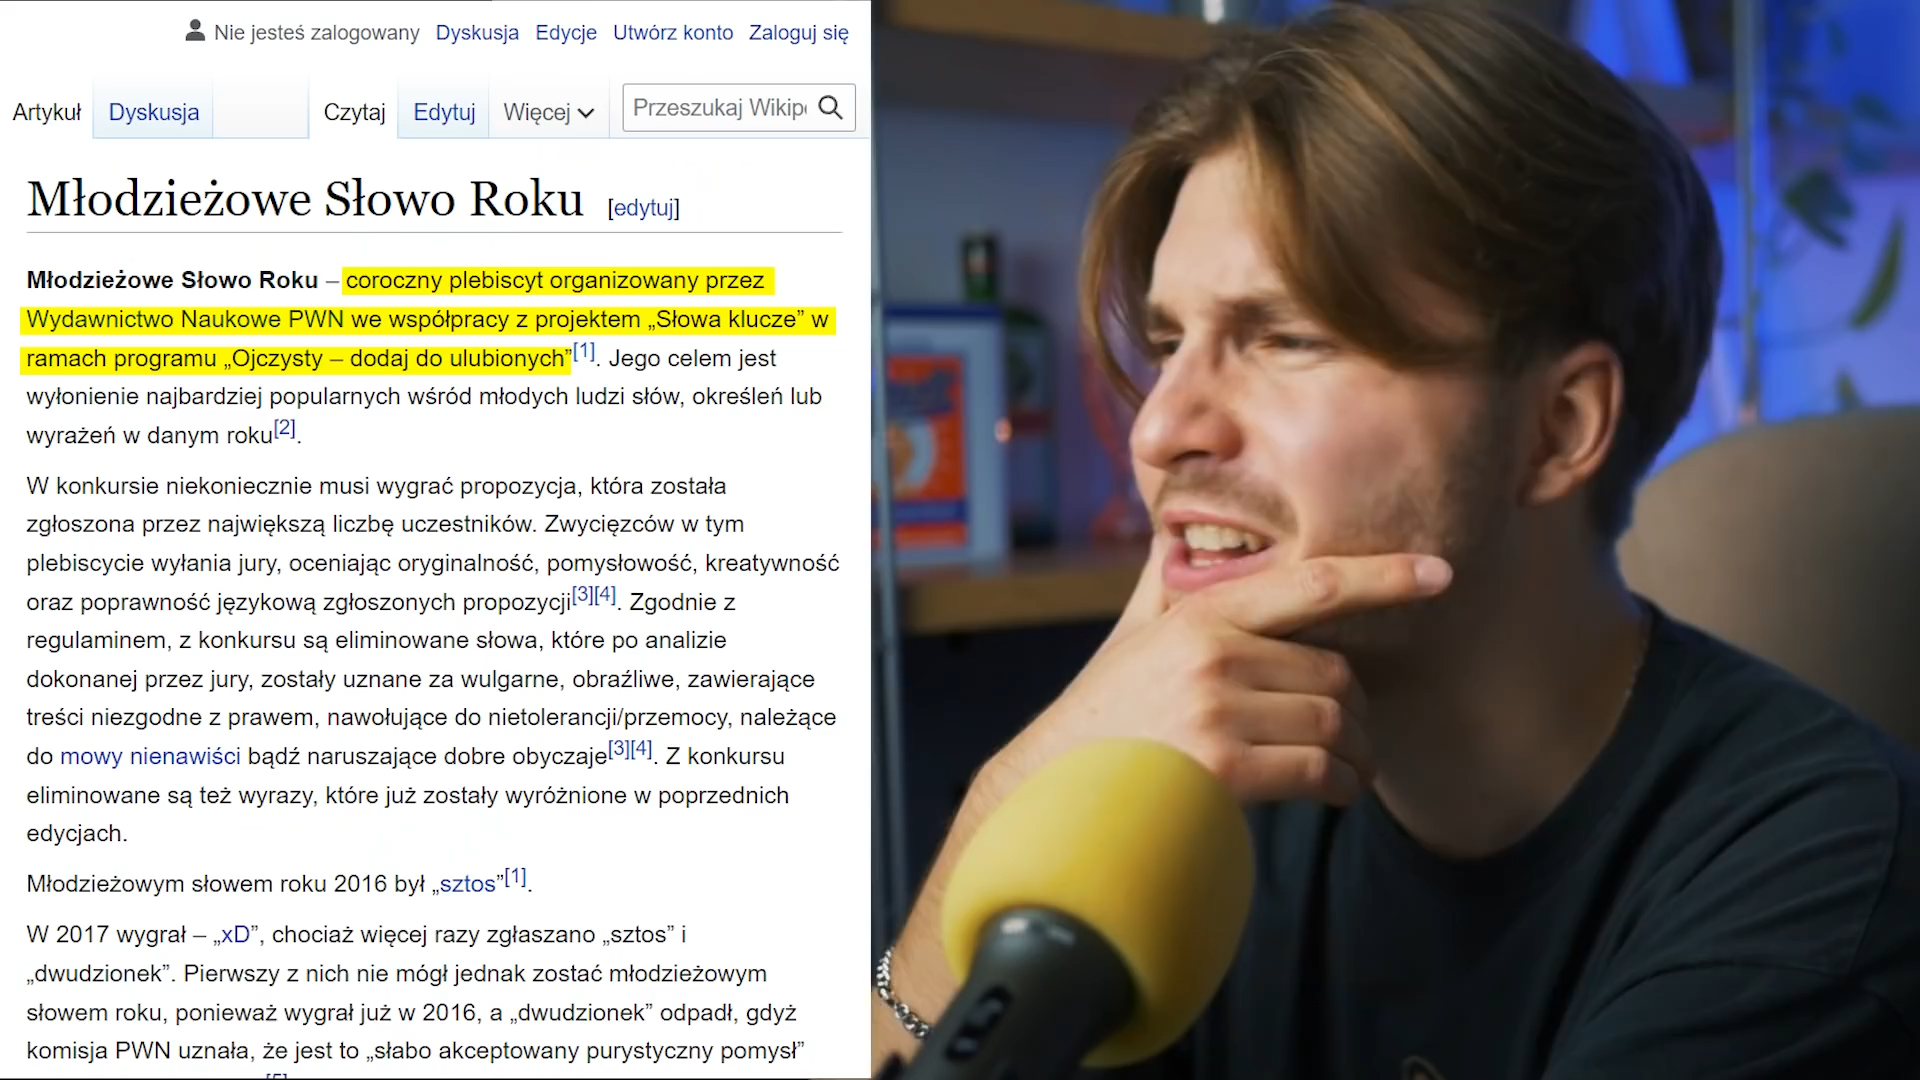 Nie jesteś zalogowany Dyskusja Edycje Utwórz konto Zaloguj się
Artykuł Dyskusja Czytaj Edytuj Więcej Przeszukaj Wikip
Młodzieżowe Słowo Roku [edytuj]
Młodzieżowe Słowo Roku – coroczny plebiscyt organizowany przez
Wydawnictwo Naukowe PWN we współpracy z projektem „Słowa klucze” w
ramach programu „Ojczysty – dodaj do ulubionych”[1]. Jego celem jest
wyłonienie najbardziej popularnych wśród młodych ludzi słów, określeń lub
wyrażeń w danym roku[2].
W konkursie niekoniecznie musi wygrać propozycja, która została
zgłoszona przez największą liczbę uczestników. Zwycięzców w tym
plebiscycie wyłania jury, oceniając oryginalność, pomysłowość, kreatywność
oraz poprawność językową zgłoszonych propozycji[3][4]. Zgodnie z
regulaminem, z konkursu są eliminowane słowa, które po analizie
dokonanej przez jury, zostały uznane za wulgarne, obraźliwe, zawierające
treści niezgodne z prawem, nawołujące do nietolerancji/przemocy, należące
do mowy nienawiści bądź naruszające dobre obyczaje[3][4]. Z konkursu
eliminowane są też wyrazy, które już zostały wyróżnione w poprzednich
edycjach.
Młodzieżowym słowem roku 2016 był „sztos”[1].
W 2017 wygrał – „xD”, chociaż więcej razy zgłaszano „sztos” i
„dwudzionek”. Pierwszy z nich nie mógł jednak zostać młodzieżowym
słowem roku, ponieważ wygrał już w 2016, a „dwudzionek” odpadł, gdyż
komisja PWN uznała, że jest to „słabo akceptowany purystyczny pomysł”